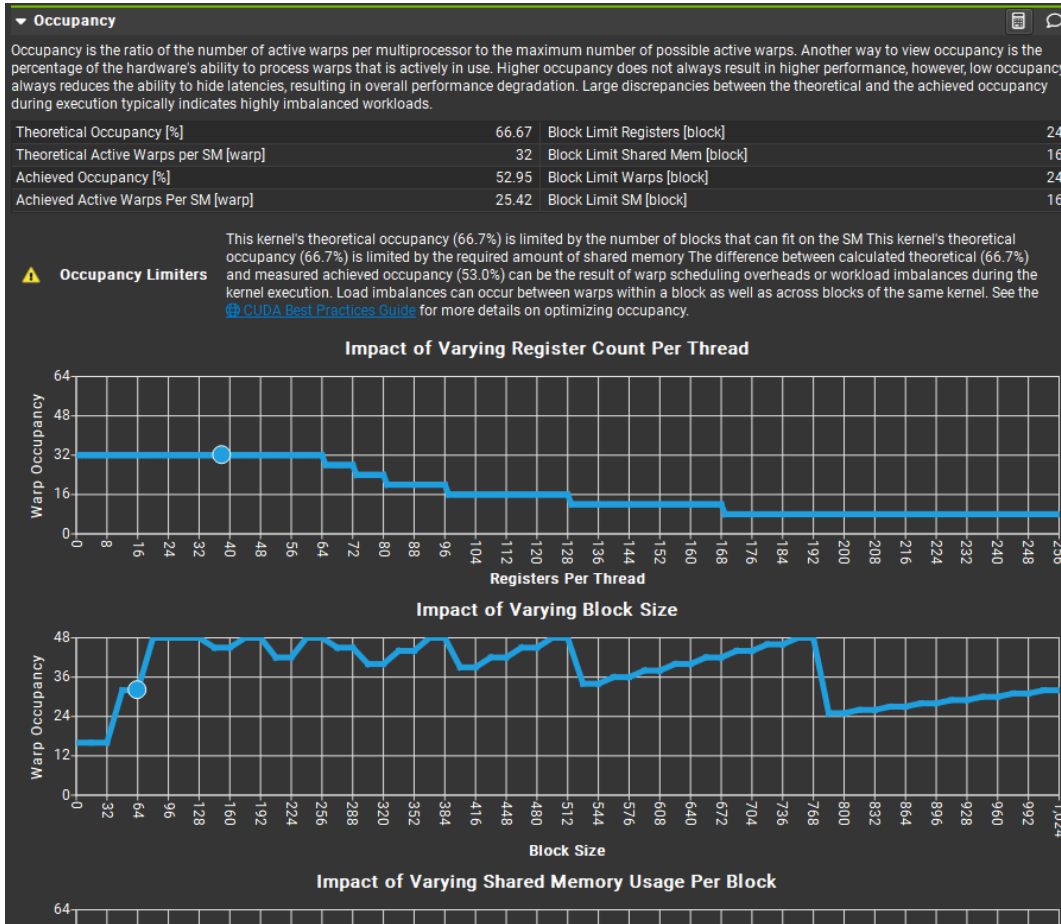 Occupancy
Occupancy is the ratio of the number of active warps per multiprocessor to the maximum number of possible active warps. Another way to view occupancy is the
percentage of the hardware's ability to process warps that is actively in use. Higher occupancy does not always result in higher performance, however, low occupancy
always reduces the ability to hide latencies, resulting in overall performance degradation. Large discrepancies between the theoretical and the achieved occupancy
during execution typically indicates highly imbalanced workloads.
Theoretical Occupancy [%] 66.67 Block Limit Registers [block] 24
Theoretical Active Warps per SM [warp] 32 Block Limit Shared Mem [block] 16
Achieved Occupancy [%] 52.95 Block Limit Warps [block] 24
Achieved Active Warps Per SM [warp] 25.42 Block Limit SM [block] 16
Occupancy Limiters
This kernel's theoretical occupancy (66.7%) is limited by the number of blocks that can fit on the SM This kernel's theoretical
occupancy (66.7%) is limited by the required amount of shared memory The difference between calculated theoretical (66.7%)
and measured achieved occupancy (53.0%) can be the result of warp scheduling overheads or workload imbalances during the
kernel execution. Load imbalances can occur between warps within a block as well as across blocks of the same kernel. See the
CUDA Best Practices Guide for more details on optimizing occupancy.
Impact of Varying Register Count Per Thread
Warp Occupancy
64
48
32
16
0
0 8 16 24 32 40 48 56 64 72 80 88 96 104 112 120 128 136 144 152 160 168 176 184 192 200 208 216 224 232 240 248 256
Registers Per Thread
Impact of Varying Block Size
Warp Occupancy
48
36
24
12
0
0 32 64 96 128 160 192 224 256 288 320 352 384 416 448 480 512 544 576 608 640 672 704 736 768 800 832 864 896 928 960 992 1,024
Block Size
Impact of Varying Shared Memory Usage Per Block
64